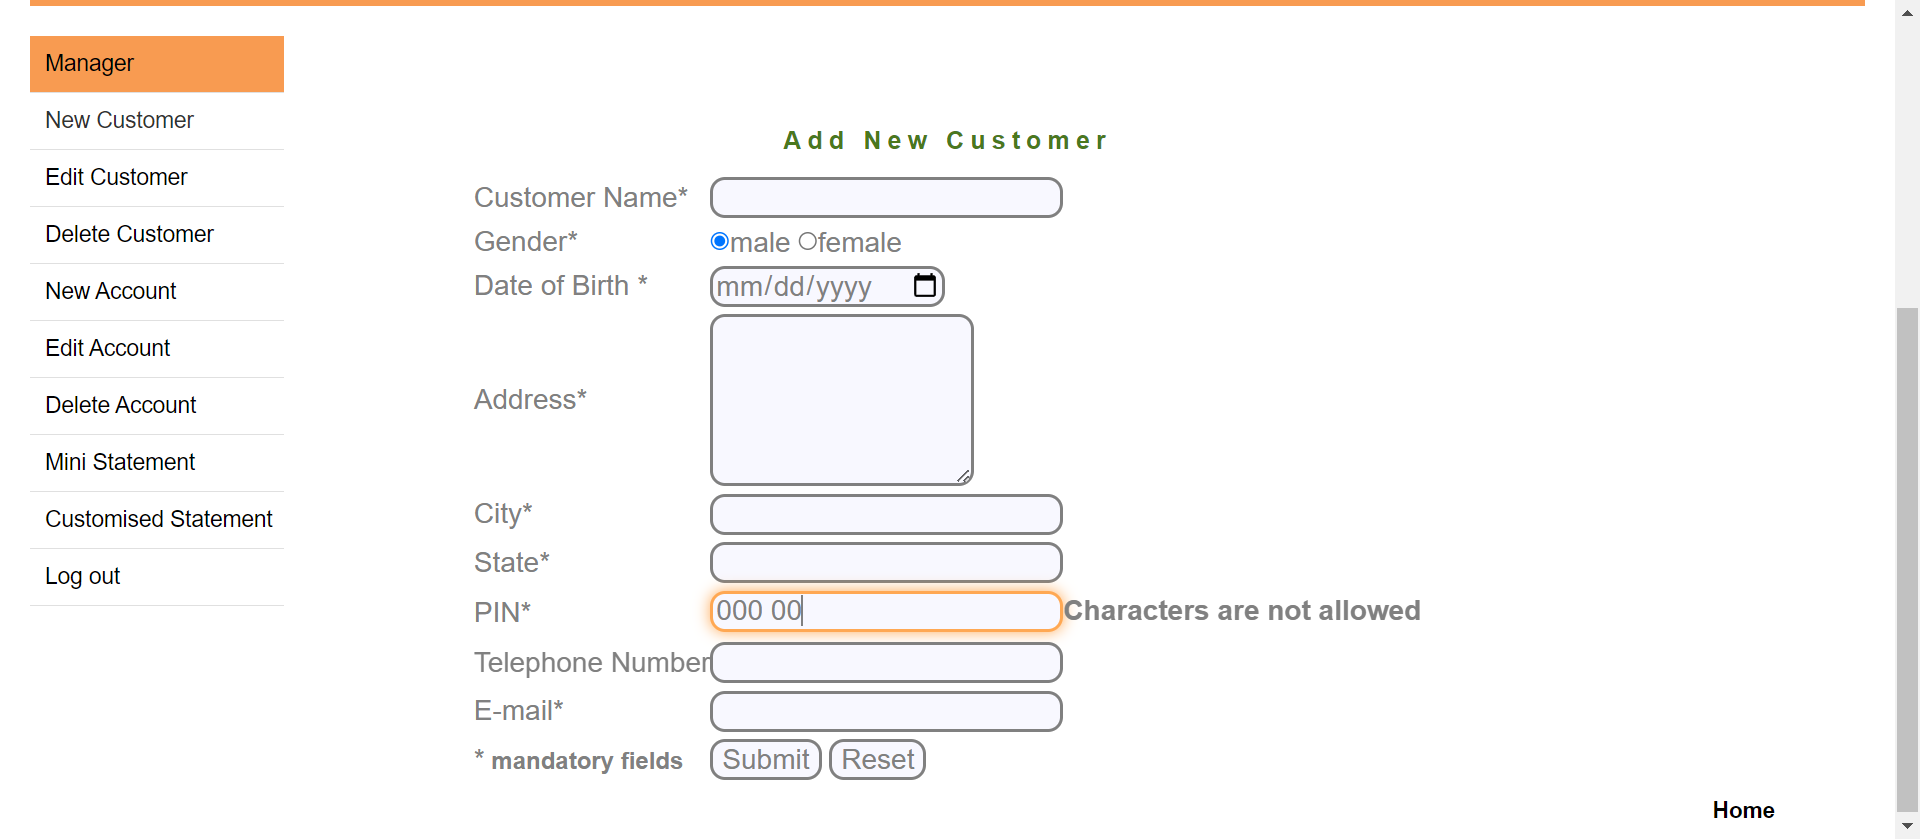 Manager
New Customer
Edit Customer
Delete Customer
New Account
Edit Account
Delete Account
Mini Statement
Customised Statement
Log out
Add New Customer
Customer Name*
Gender* male female
Date of Birth * mm/dd/yyyy
Address*
City*
State*
PIN* 000 00 Characters are not allowed
Telephone Number
E-mail*
* mandatory fields Submit Reset
Home